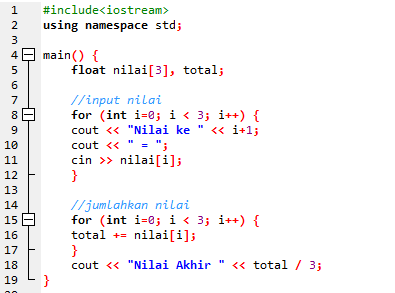 1 #include<iostream>
2 using namespace std;
3
4 main() {
5 float nilai[3], total;
6
7 //input nilai
8 for (int i=0; i < 3; i++) {
9 cout << "Nilai ke " << i+1;
10 cout << " = ";
11 cin >> nilai[i];
12 }
13
14 //jumlahkan nilai
15 for (int i=0; i < 3; i++) {
16 total += nilai[i];
17 }
18 cout << "Nilai Akhir " << total / 3;
19 }